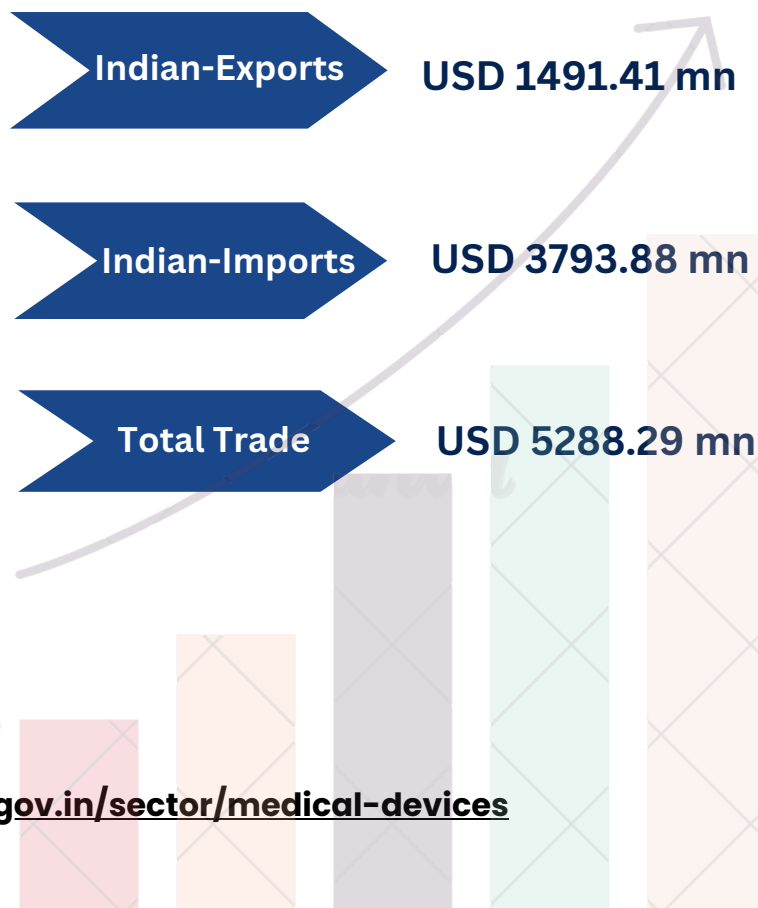 Indian-Exports USD 1491.41 mn
Indian-Imports USD 3793.88 mn
Total Trade USD 5288.29 mn
gov.in/sector/medical-devices